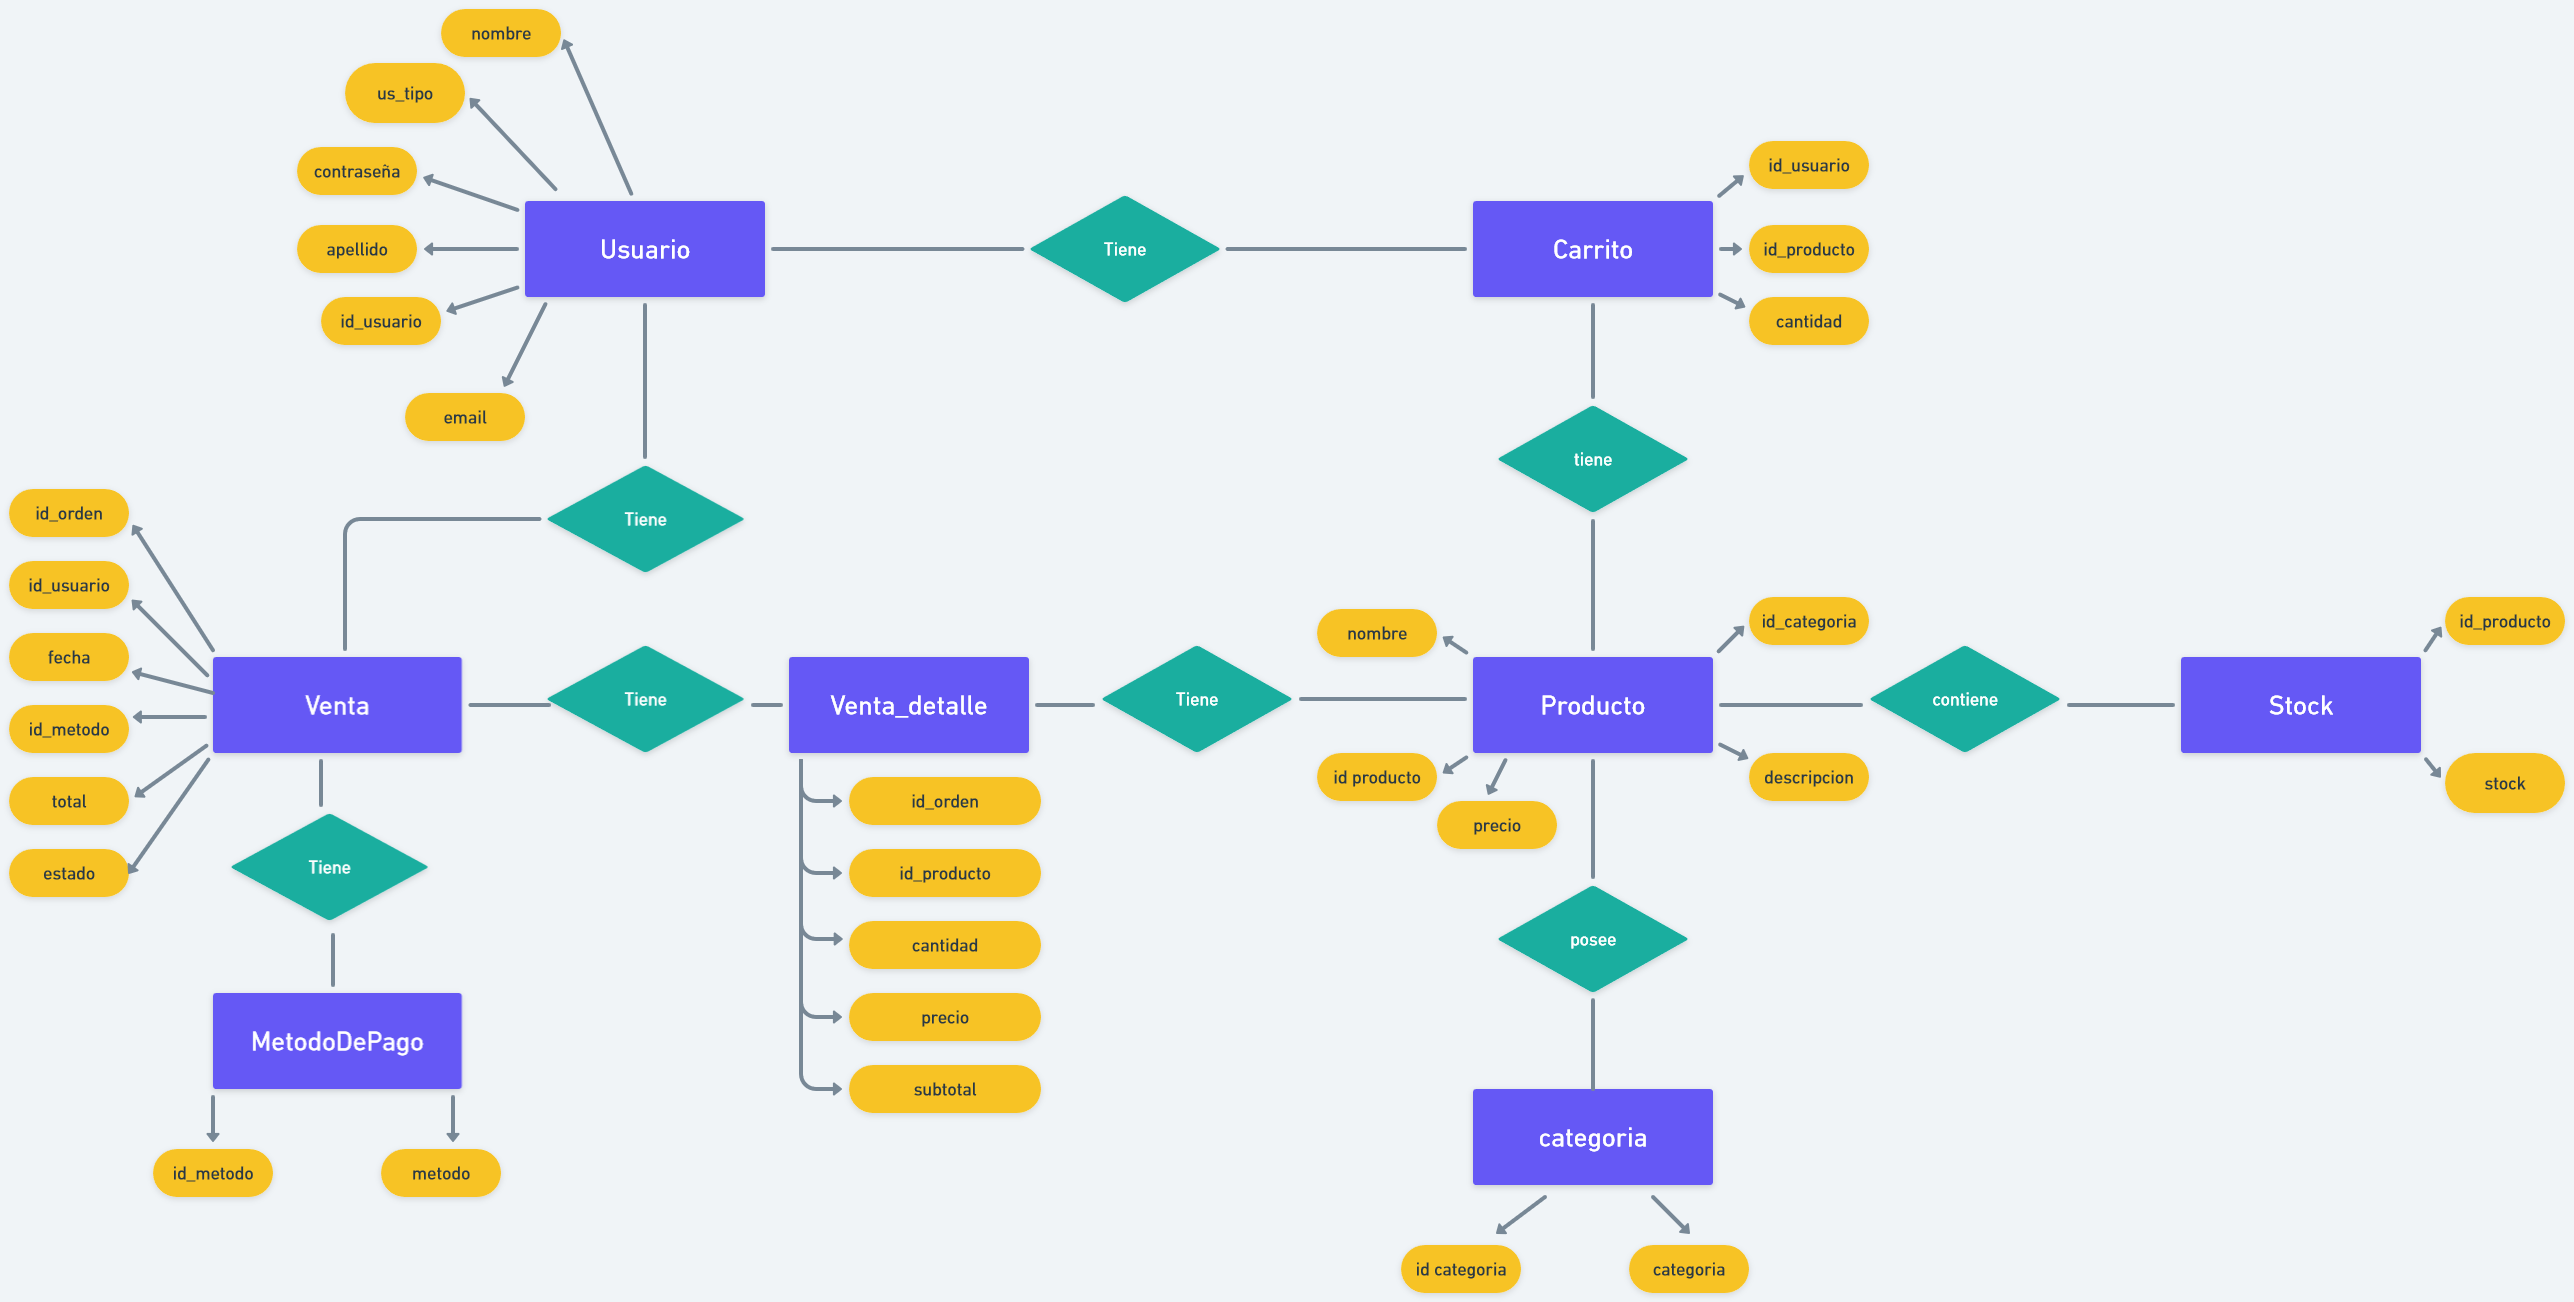 nombre
us_tipo
contraseña
apellido
id_usuario
email
Usuario
Tiene
Carrito
id_usuario
id_producto
cantidad
tiene
Tiene
id_orden
id_usuario
fecha
id_metodo
total
estado
Venta
Tiene
Venta_detalle
Tiene
nombre
id_categoria
Producto
id producto
precio
descripcion
contiene
Stock
id_producto
stock
Tiene
id_orden
id_producto
cantidad
precio
subtotal
posee
MetodoDePago
id_metodo
metodo
categoria
id categoria
categoria